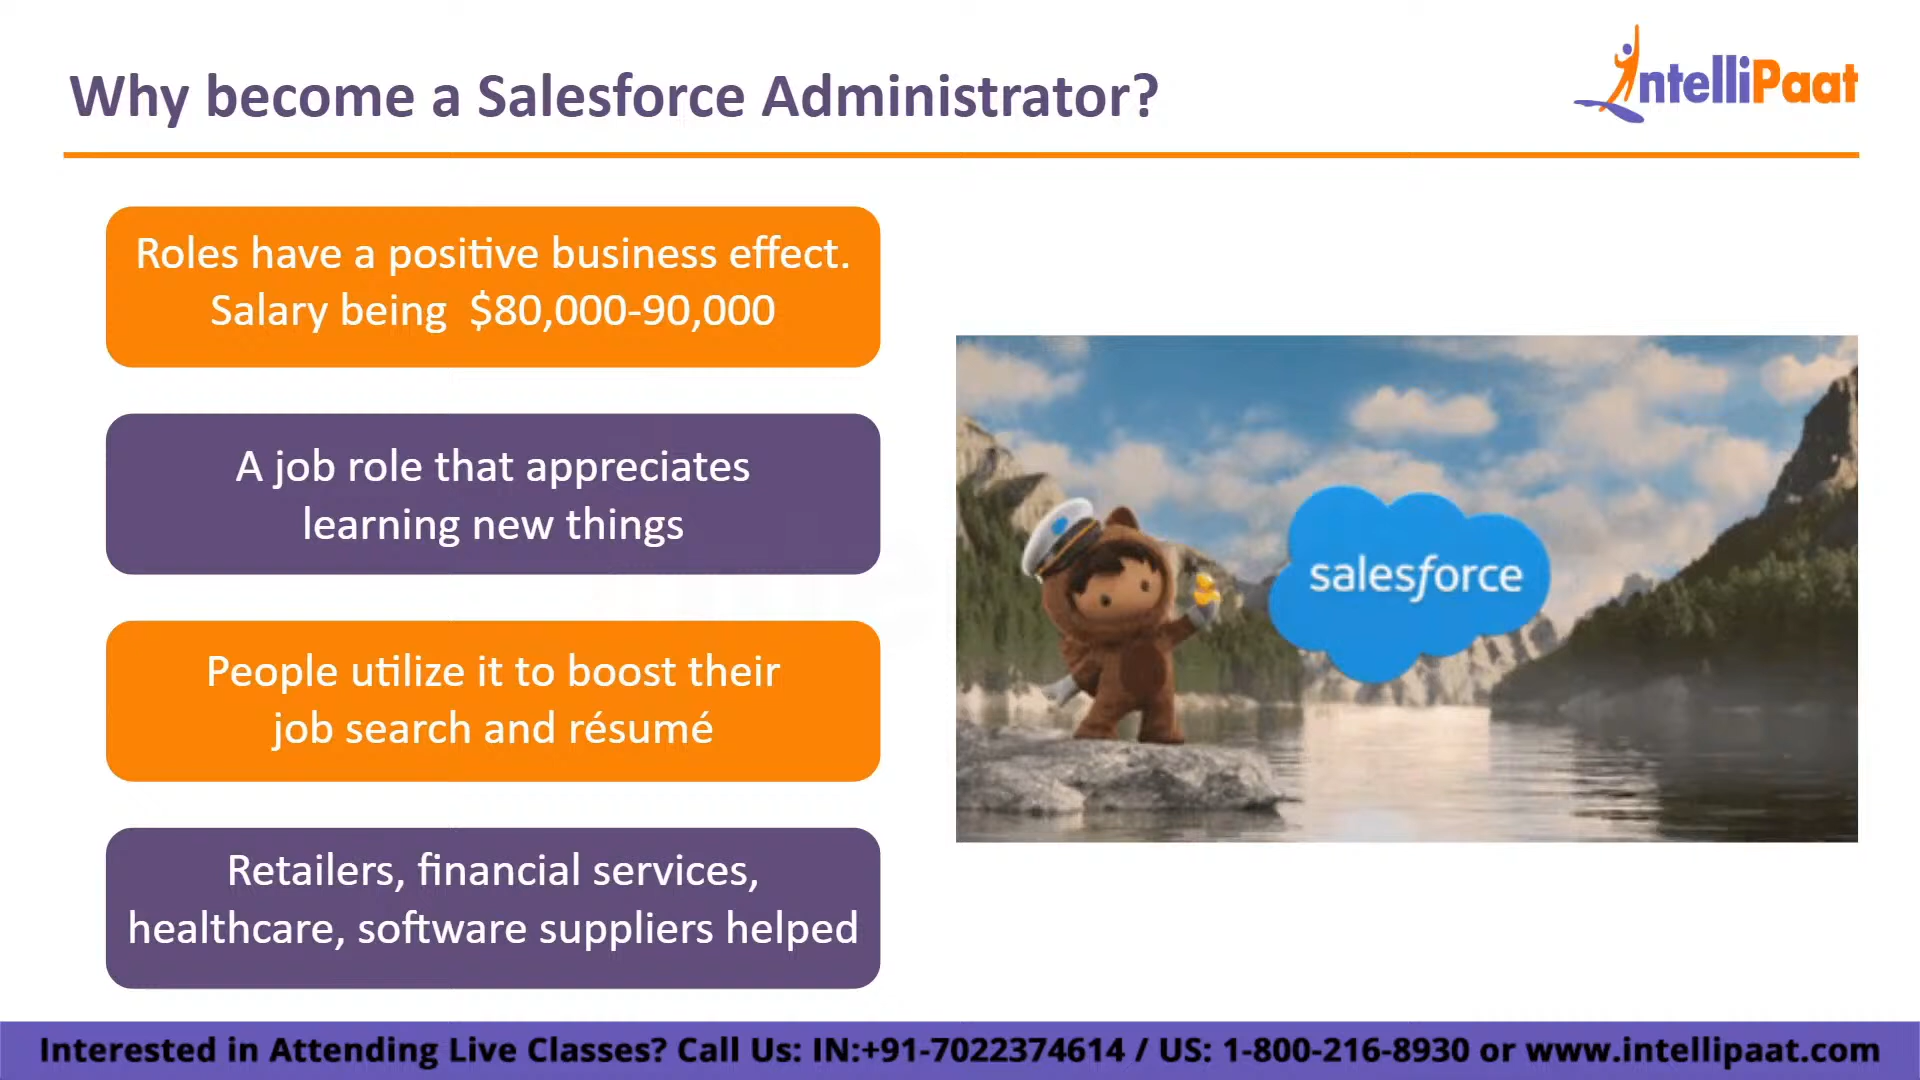 Why become a Salesforce Administrator?
IntelliPaat
Roles have a positive business effect.
Salary being $80,000-90,000
A job role that appreciates
learning new things
People utilize it to boost their
job search and résumé
Retailers, financial services,
healthcare, software suppliers helped
salesforce
Interested in Attending Live Classes? Call Us: IN:+91-7022374614 / US: 1-800-216-8930 or www.intellipaat.com